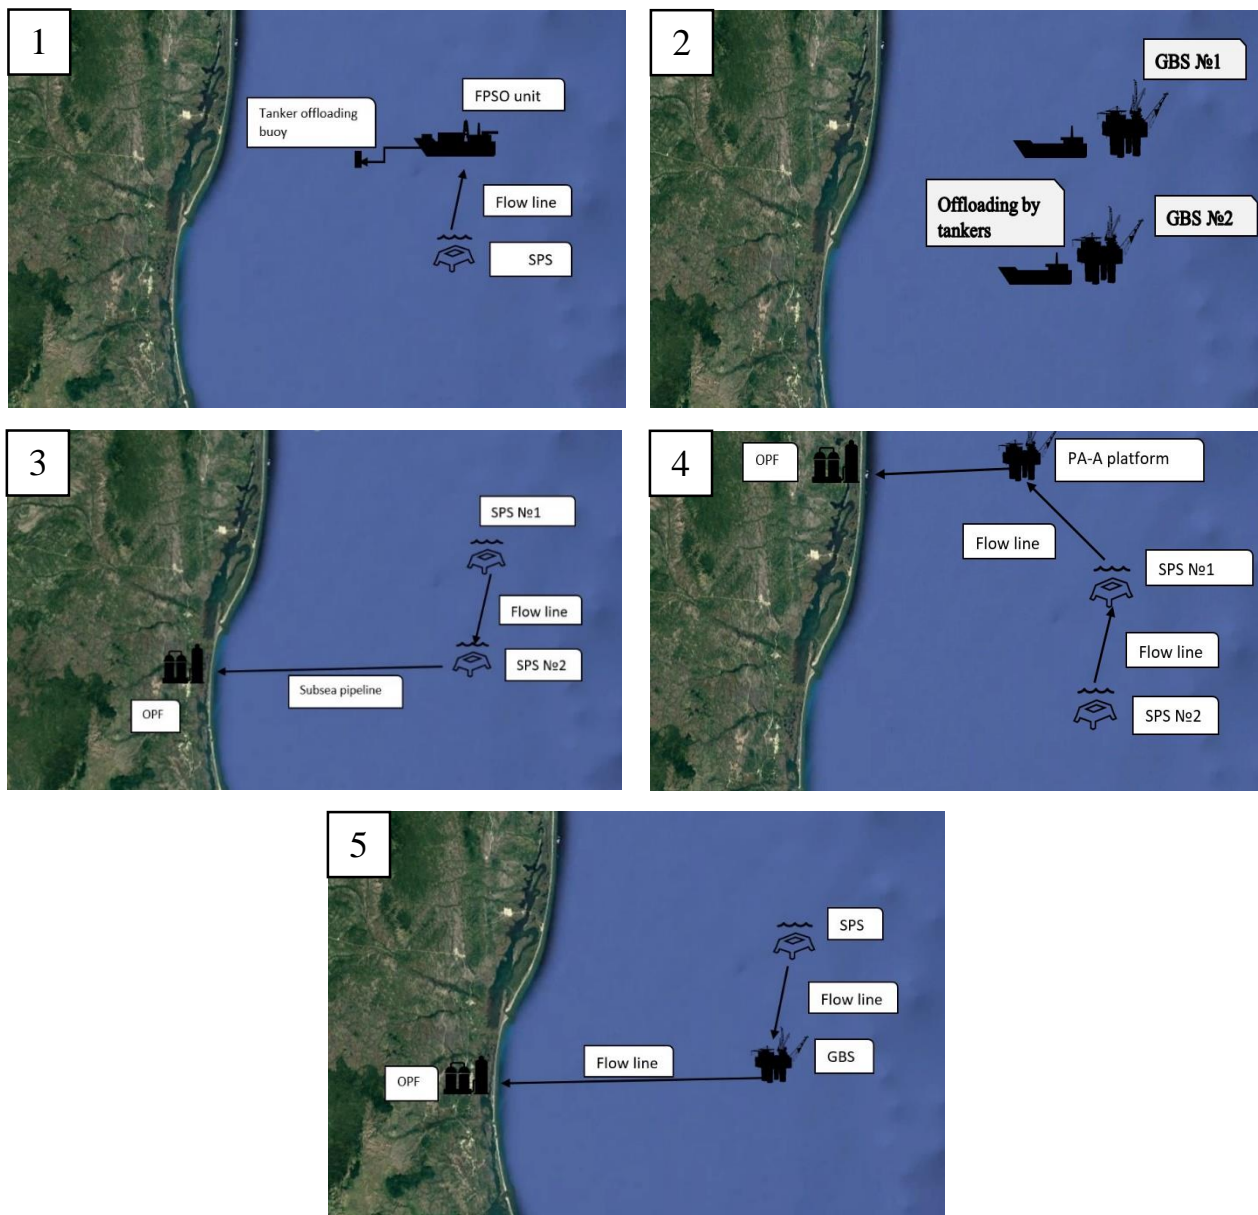 1
FPSO unit
Tanker offloading
buoy
Flow line
SPS
2
GBS №1
Offloading by
tankers
GBS №2
3
SPS №1
Flow line
SPS №2
Subsea pipeline
OPF
4
OPF
PA-A platform
Flow line
SPS №1
Flow line
SPS №2
5
SPS
Flow line
Flow line
GBS
OPF